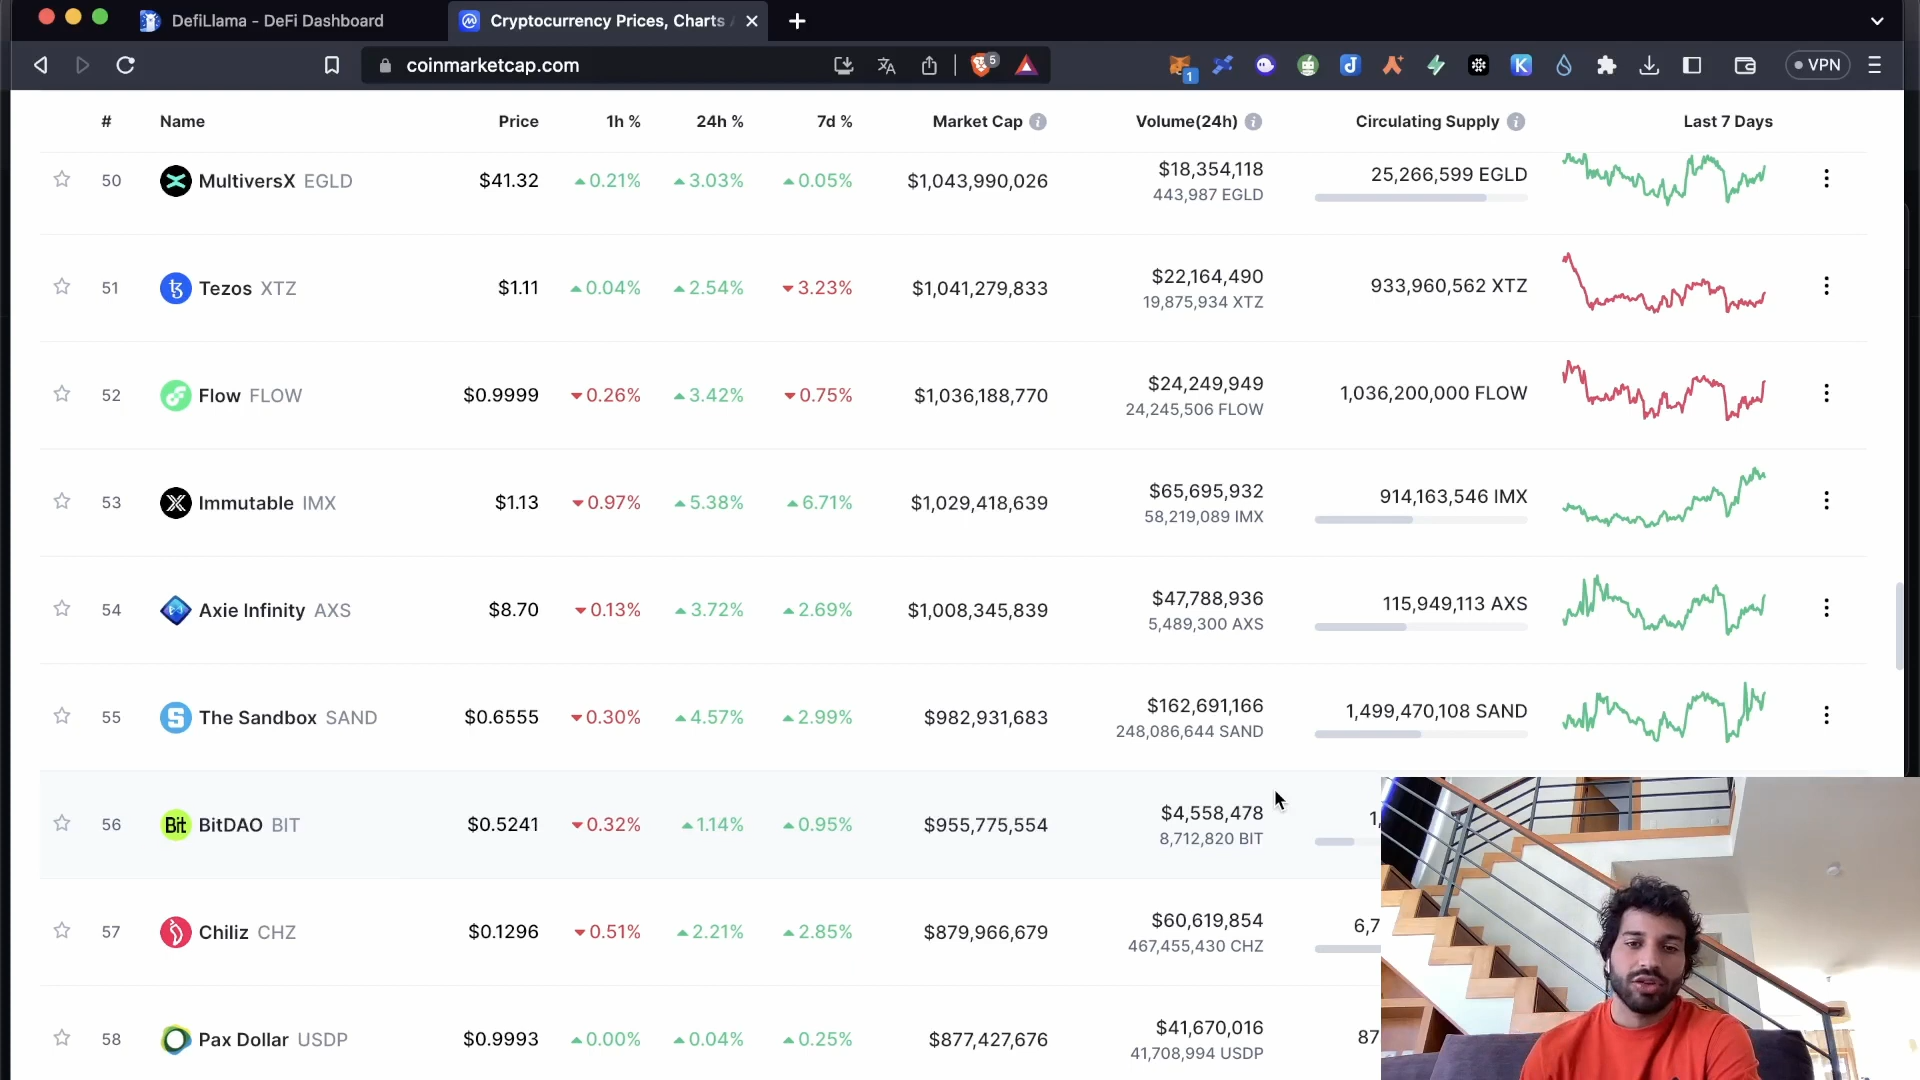 DefiLlama - DeFi Dashboard
Cryptocurrency Prices, Charts
coinmarketcap.com
5
1
VPN
# Name Price 1h % 24h % 7d % Market Cap Volume(24h) Circulating Supply Last 7 Days
50 MultiversX EGLD $41.32 0.21% 3.03% 0.05% $1,043,990,026 $18,354,118 25,266,599 EGLD
443,987 EGLD
51 Tezos XTZ $1.11 0.04% 2.54% 3.23% $1,041,279,833 $22,164,490 933,960,562 XTZ
19,875,934 XTZ
52 Flow FLOW $0.9999 0.26% 3.42% 0.75% $1,036,188,770 $24,249,949 1,036,200,000 FLOW
24,245,506 FLOW
53 Immutable IMX $1.13 0.97% 5.38% 6.71% $1,029,418,639 $65,695,932 914,163,546 IMX
58,219,089 IMX
54 Axie Infinity AXS $8.70 0.13% 3.72% 2.69% $1,008,345,839 $47,788,936 115,949,113 AXS
5,489,300 AXS
55 The Sandbox SAND $0.6555 0.30% 4.57% 2.99% $982,931,683 $162,691,166 1,499,470,108 SAND
248,086,644 SAND
56 Bit BitDAO BIT $0.5241 0.32% 1.14% 0.95% $955,775,554 $4,558,478 1,
8,712,820 BIT
57 Chiliz CHZ $0.1296 0.51% 2.21% 2.85% $879,966,679 $60,619,854 6,7
467,455,430 CHZ
58 Pax Dollar USDP $0.9993 0.00% 0.04% 0.25% $877,427,676 $41,670,016 87
41,708,994 USDP